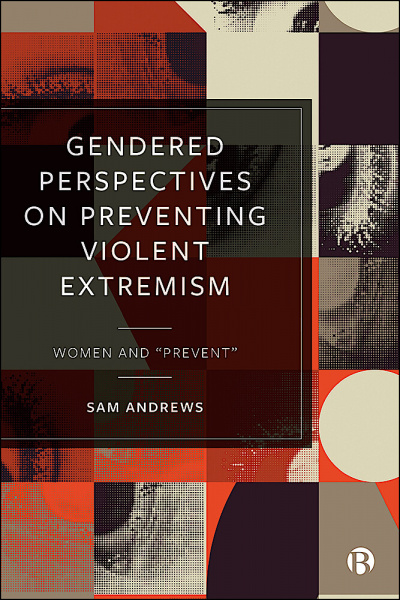 GENDERED
PERSPECTIVES
ON PREVENTING
VIOLENT
EXTREMISM
WOMEN AND “PREVENT”
SAM ANDREWS
B